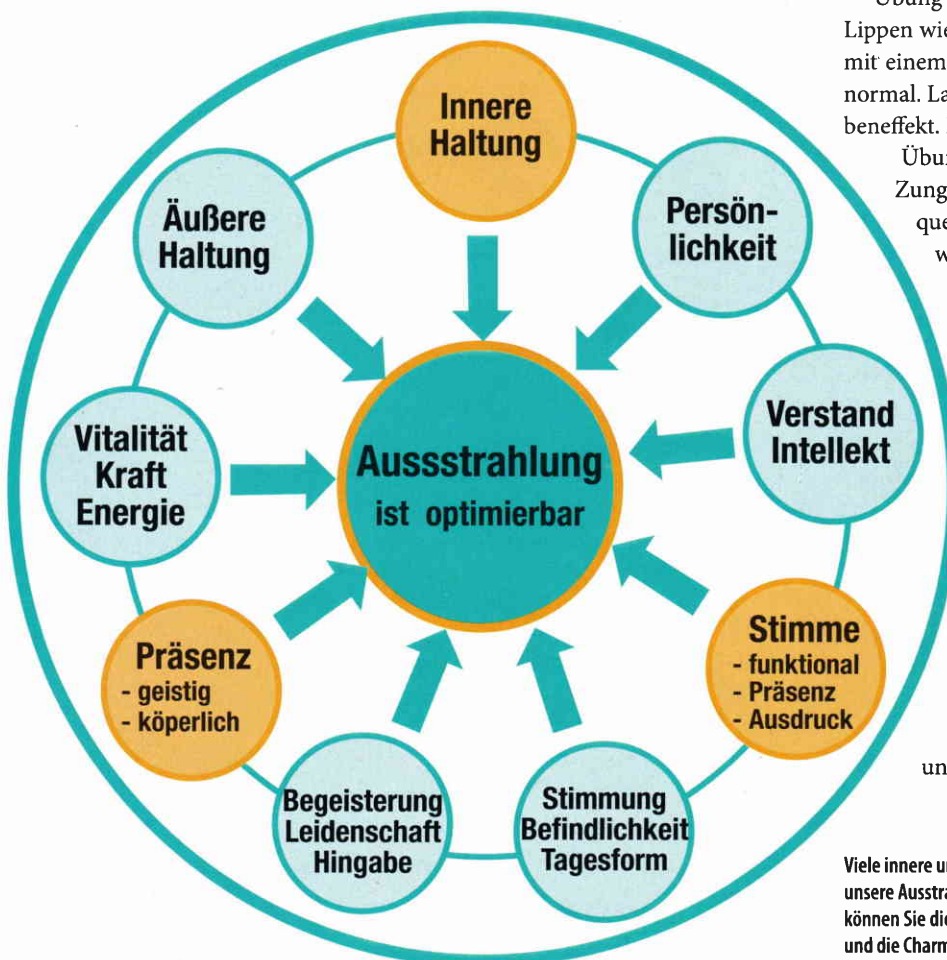 Innere
Haltung
Persön-
lichkeit
Verstand
Intellekt
Stimme
- funktional
- Präsenz
- Ausdruck
Stimmung
Befindlichkeit
Tagesform
Begeisterung
Leidenschaft
Hingabe
Präsenz
- geistig
- köperlich
Vitalität
Kraft
Energie
Äußere
Haltung
Aussstrahlung
ist optimierbar
Übung
Lippen wie
mit einem
normal. La
beneffekt.
Übu
Zung
que
w
un
Viele innere u
unsere Ausstra
können Sie die
und die Charm